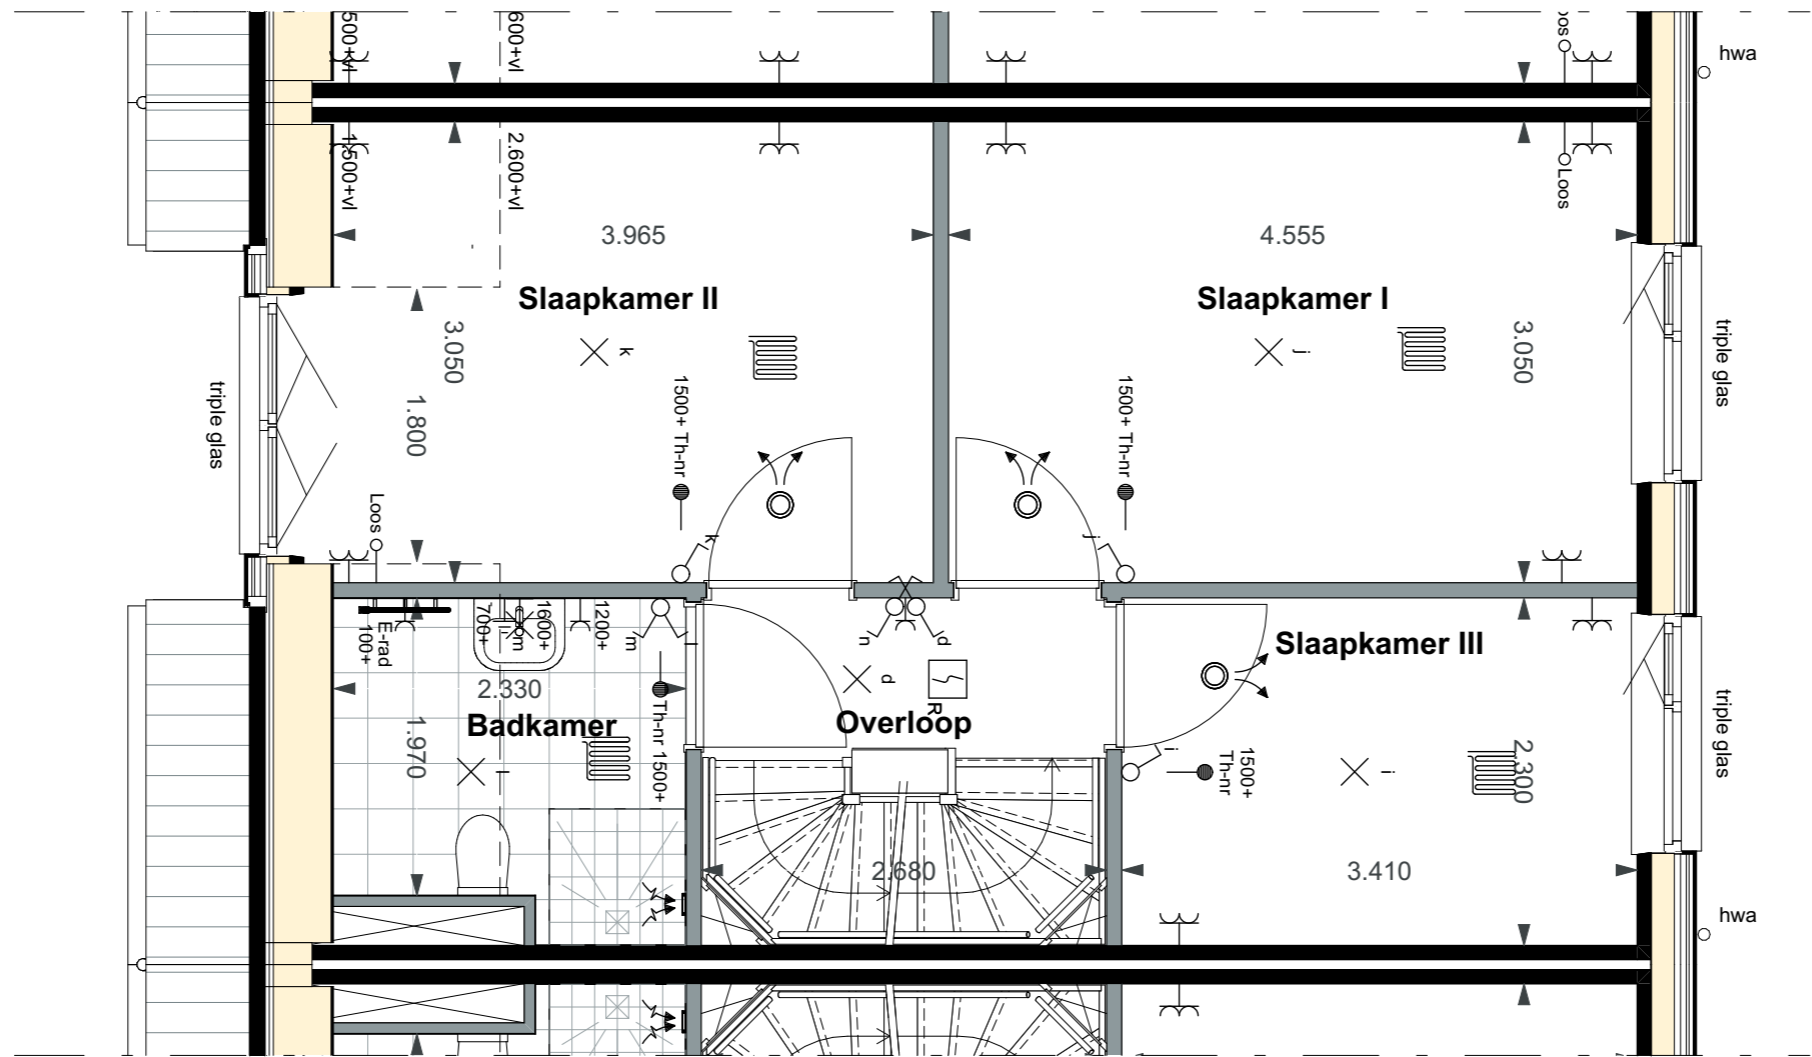 500+vl
600+vl
oos
hwa
1.500+vl
2.600+vl
Loos
3.965
4.555
Slaapkamer II
Slaapkamer I
k
j
3.050
3.050
triple glas
triple glas
1.800
1500+ Th-nr
1500+ Th-nr
Loos
k
j
E-rad
100+
700+
1600+
1200+
m
l
n
d
Slaapkamer III
2.330
d
R
Badkamer
Overloop
1.970
l
Th-nr 1500+
i
1500+
Th-nr
i
2.300
triple glas
2.680
3.410
hwa